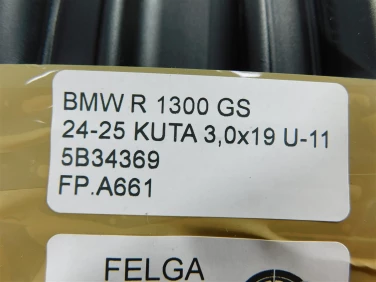 BMW R 1300 GS
24-25 KUTA 3,0x19 U-11
5B34369
FP.A661
FELGA